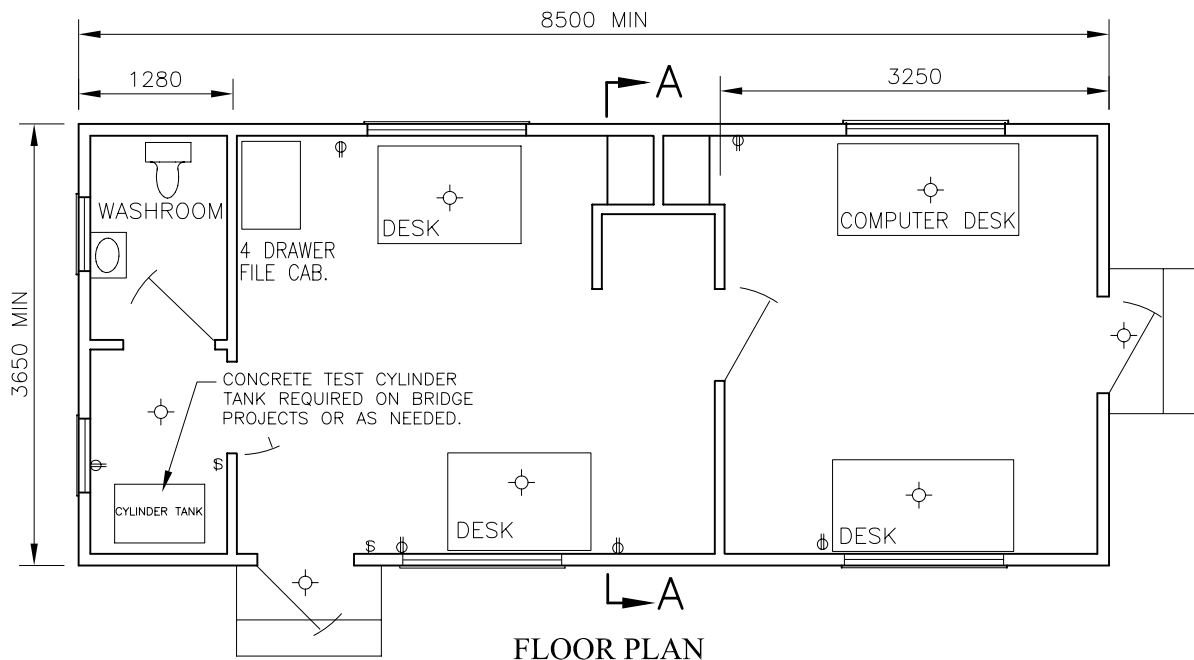 8500 MIN
1280
A
3250
WASHROOM
4 DRAWER
FILE CAB.
DESK
COMPUTER DESK
3650 MIN
CONCRETE TEST CYLINDER
TANK REQUIRED ON BRIDGE
PROJECTS OR AS NEEDED.
S
CYLINDER TANK
DESK
DESK
S
A
FLOOR PLAN